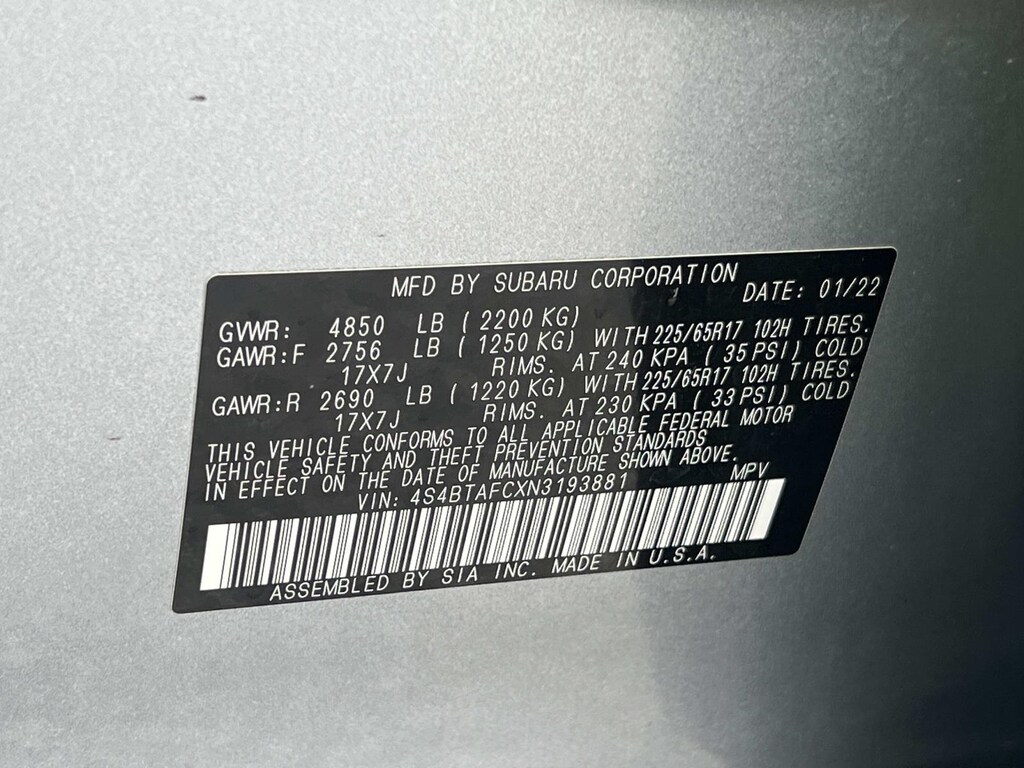 MFD BY SUBARU CORPORATION DATE: 01/22
GVWR: 4850 LB ( 2200 KG)
GAWR:F 2756 LB ( 1250 KG) WITH 225/65R17 102H TIRES.
17X7J RIMS. AT 240 KPA ( 35 PSI) COLD
GAWR:R 2690 LB ( 1220 KG) WITH 225/65R17 102H TIRES.
17X7J RIMS. AT 230 KPA ( 33 PSI) COLD
THIS VEHICLE CONFORMS TO ALL APPLICABLE FEDERAL MOTOR
VEHICLE SAFETY AND THEFT PREVENTION STANDARDS
IN EFFECT ON THE DATE OF MANUFACTURE SHOWN ABOVE.
VIN: 4S4BTAFCXN3193881 MPV
ASSEMBLED BY SIA INC. MADE IN U.S.A.